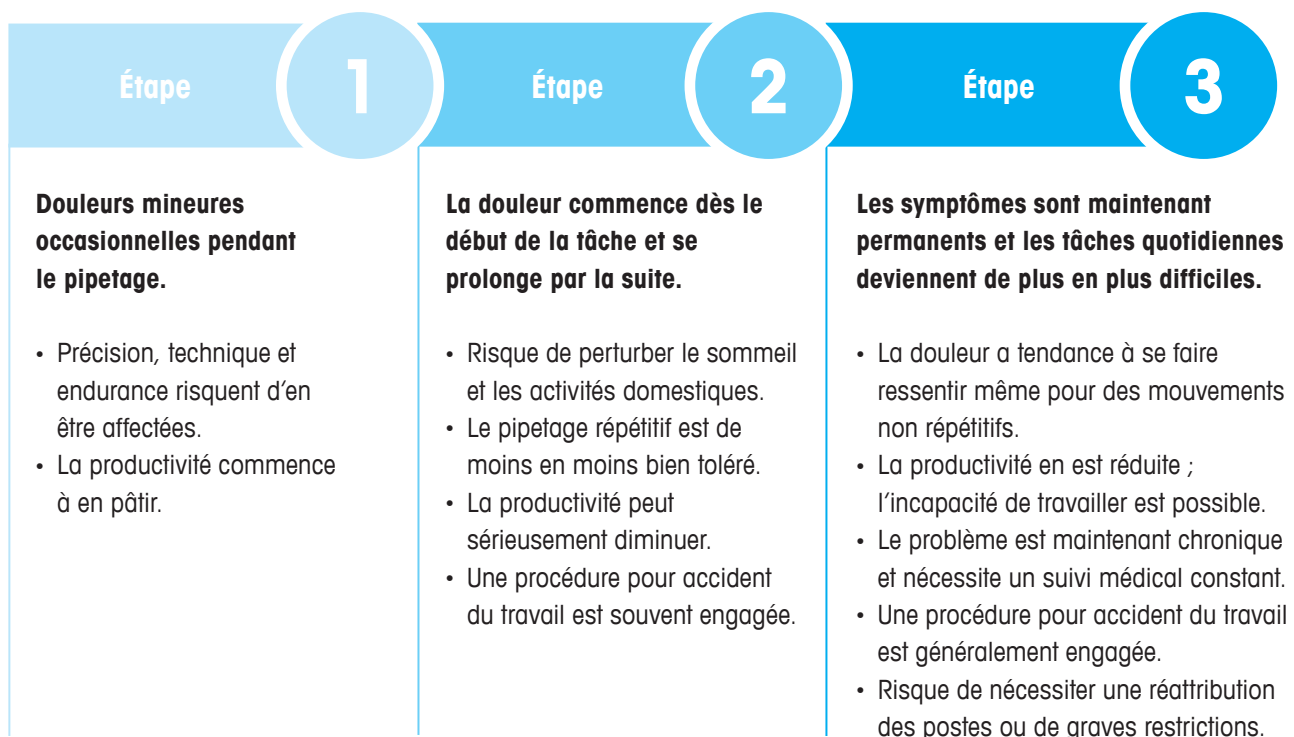 Étape 1
Étape 2
Étape 3
Douleurs mineures
occasionnelles pendant
le pipetage.
• Précision, technique et
endurance risquent d’en
être affectées.
• La productivité commence
à en pâtir.
La douleur commence dès le
début de la tâche et se
prolonge par la suite.
• Risque de perturber le sommeil
et les activités domestiques.
• Le pipetage répétitif est de
moins en moins bien toléré.
• La productivité peut
sérieusement diminuer.
• Une procédure pour accident
du travail est souvent engagée.
Les symptômes sont maintenant
permanents et les tâches quotidiennes
deviennent de plus en plus difficiles.
• La douleur a tendance à se faire
ressentir même pour des mouvements
non répétitifs.
• La productivité en est réduite ;
l’incapacité de travailler est possible.
• Le problème est maintenant chronique
et nécessite un suivi médical constant.
• Une procédure pour accident du travail
est généralement engagée.
• Risque de nécessiter une réattribution
des postes ou de graves restrictions.